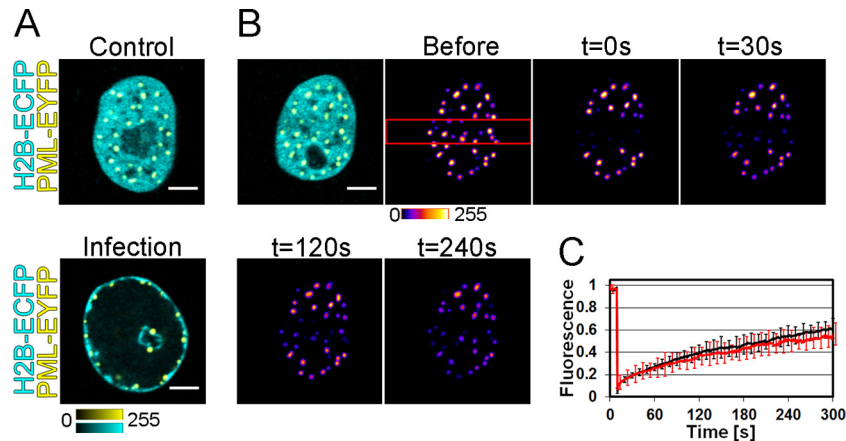 A
B
Control
Before
t=0s
t=30s
H2B-ECFP
PML-EYFP
0 255
Infection
t=120s
t=240s
H2B-ECFP
PML-EYFP
0 255
C
Fluorescence
1
0.8
0.6
0.4
0.2
0
0 60 120 180 240 300
Time [s]